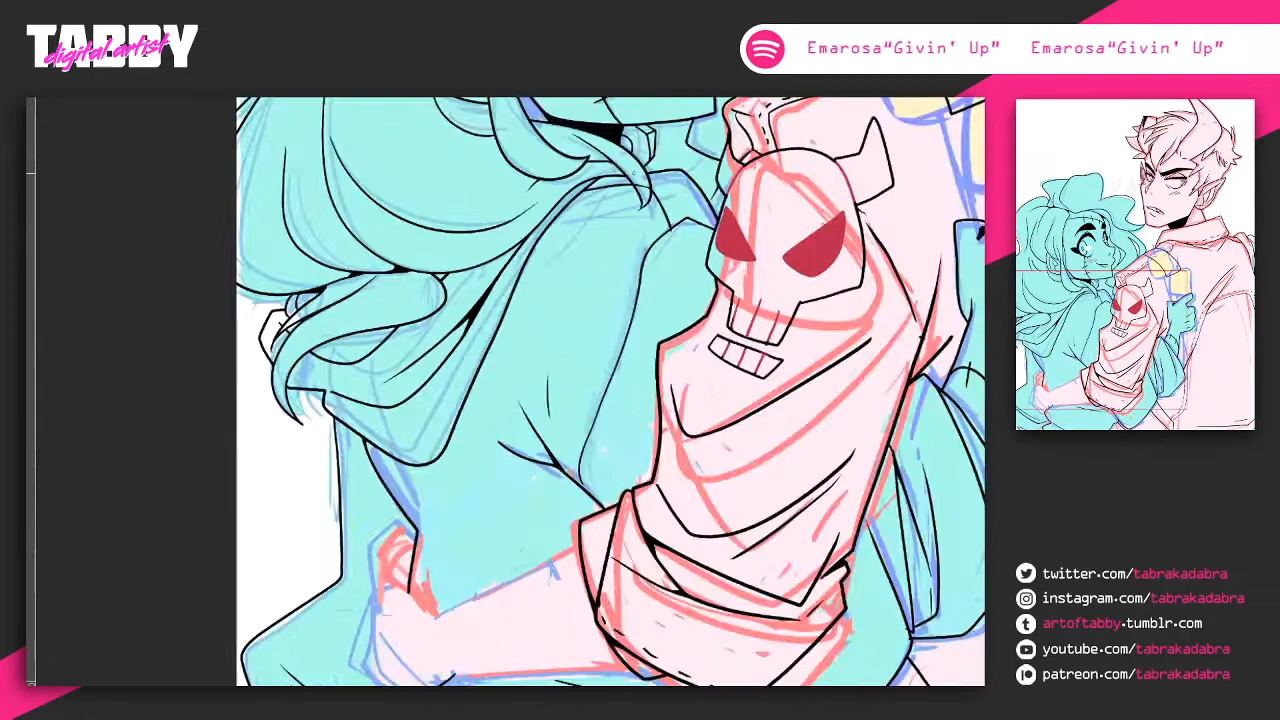 TABBY
digital artist
Emarosa“Givin' Up” Emarosa“Givin' Up”
twitter.com/tabrakadabra
instagram.com/tabrakadabra
artoftabby.tumblr.com
youtube.com/tabrakadabra
patreon.com/tabrakadabra